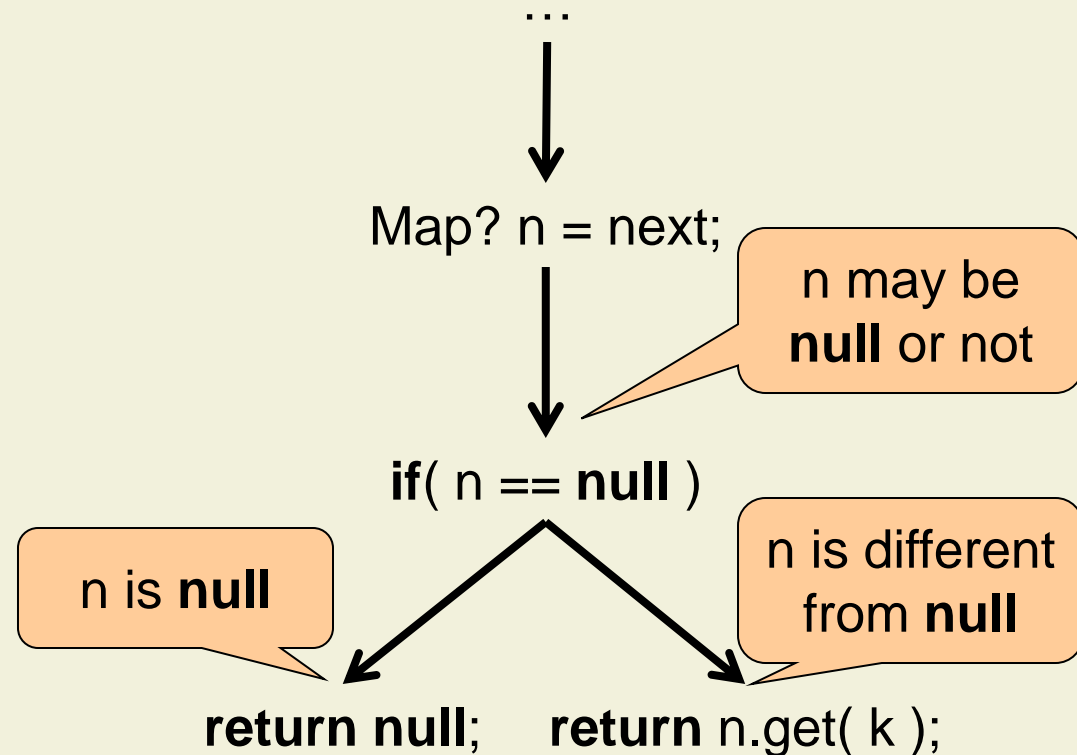 …
Map? n = next;
n may be
null or not
if( n == null )
n is null
n is different
from null
return null;
return n.get( k );